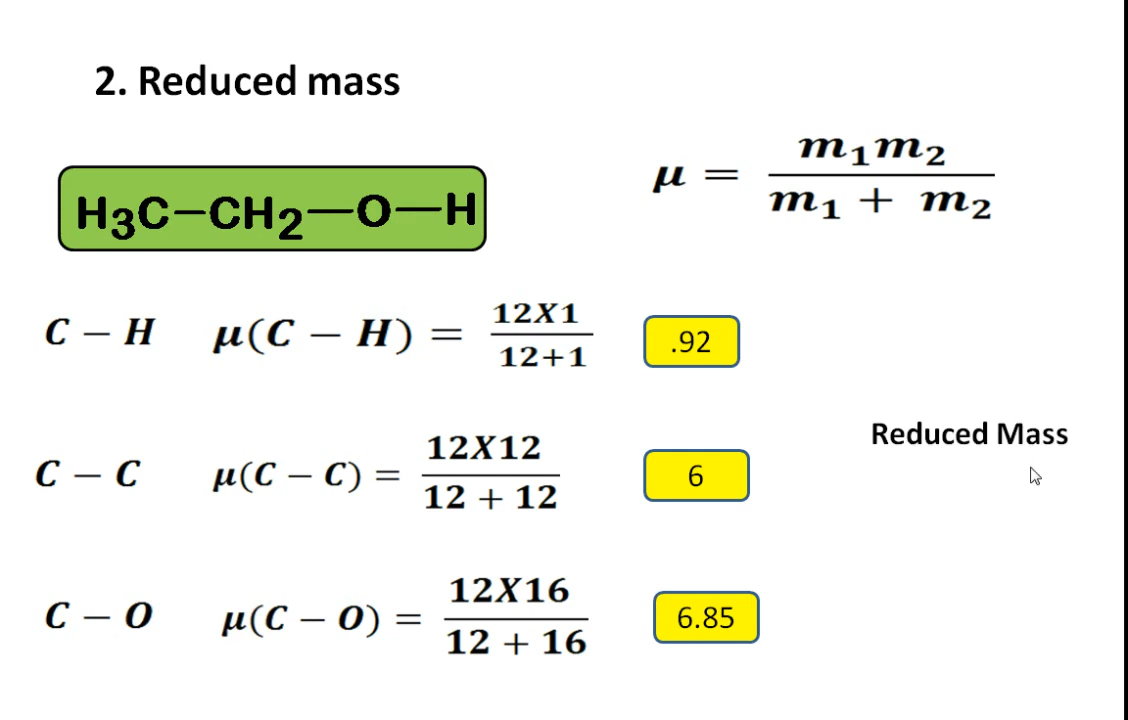 2. Reduced mass
μ = m₁m₂ / m₁ + m₂
H₃C–CH₂–O–H
C – H μ(C – H) = 12X1 / 12+1 .92
Reduced Mass
C – C μ(C – C) = 12X12 / 12 + 12 6
C – O μ(C – O) = 12X16 / 12 + 16 6.85